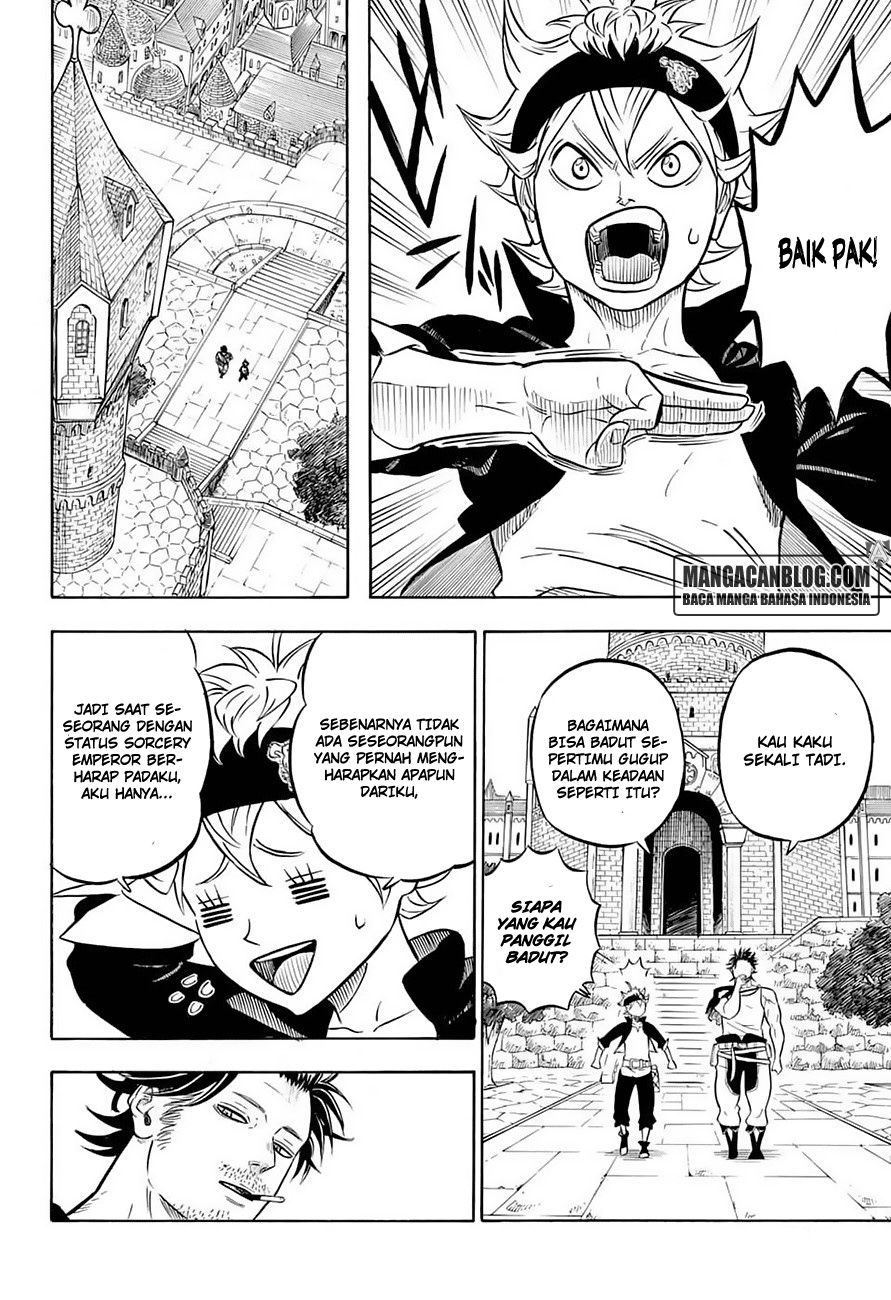 BAIK PAK!
MANGACANBLOG.COM
BACA MANGA BAHASA INDONESIA
KAU KAKU
SEKALI TADI.
BAGAIMANA
BISA BADUT SE-
PERTIMU GUGUP
DALAM KEADAAN
SEPERTI ITU?
SIAPA
YANG KAU
PANGGIL
BADUT?
SEBENARNYA TIDAK
ADA SESEORANGPUN
YANG PERNAH MENG-
HARAPKAN APAPUN
DARIKU,
JADI SAAT SE-
SEORANG DENGAN
STATUS SORCERY
EMPEROR BER-
HARAP PADAKU,
AKU HANYA...